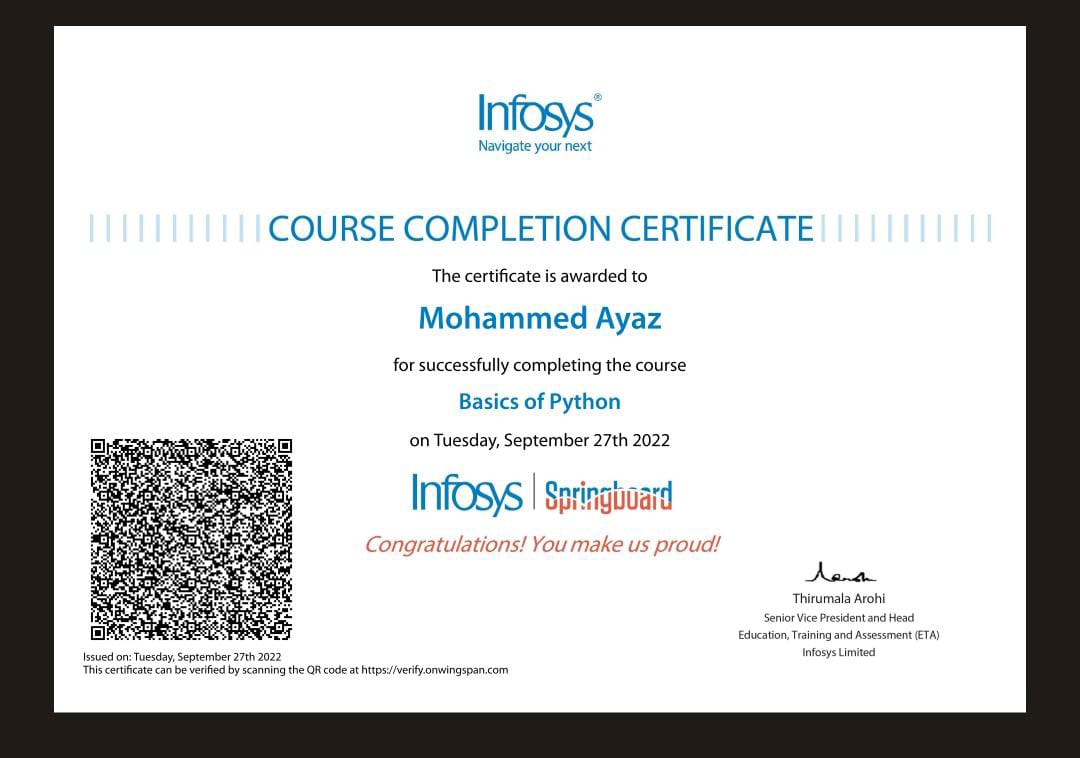 Infosys®
Navigate your next
COURSE COMPLETION CERTIFICATE
The certificate is awarded to
Mohammed Ayaz
for successfully completing the course
Basics of Python
on Tuesday, September 27th 2022
Infosys | Springboard
Congratulations! You make us proud!
Thirumala Arohi
Senior Vice President and Head
Education, Training and Assessment (ETA)
Infosys Limited
Issued on: Tuesday, September 27th 2022
This certificate can be verified by scanning the QR code at https://verify.onwingspan.com